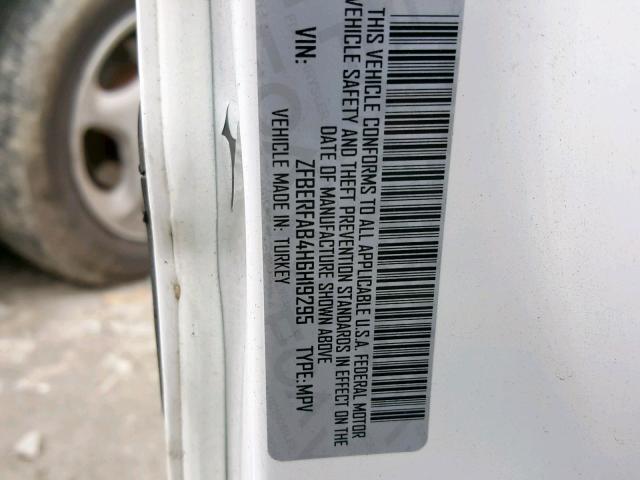 THIS VEHICLE CONFORMS TO ALL APPLICABLE U.S.A. FEDERAL MOTOR
VEHICLE SAFETY AND THEFT PREVENTION STANDARDS IN EFFECT ON THE
DATE OF MANUFACTURE SHOWN ABOVE
VIN: ZFBERFAB4H6H19295 TYPE: MPV
VEHICLE MADE IN: TURKEY